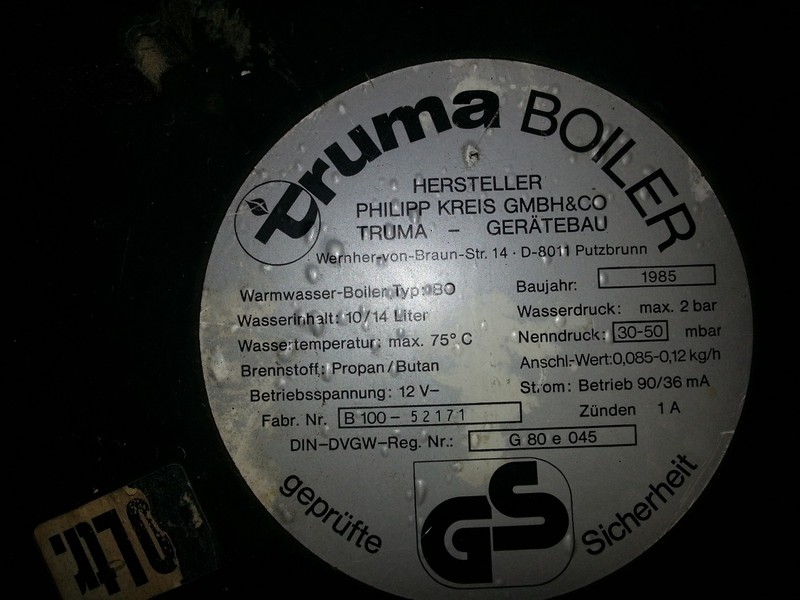 truma BOILER
HERSTELLER
PHILIPP KREIS GMBH&CO
TRUMA – GERÄTEBAU
Wernher-von-Braun-Str. 14 · D-8011 Putzbrunn
Warmwasser-Boiler Typ: BO
Wasserinhalt: 10/14 Liter
Wassertemperatur: max. 75° C
Brennstoff: Propan/Butan
Betriebsspannung: 12 V–
Baujahr: 1985
Wasserdruck: max. 2 bar
Nenndruck: 30-50 mbar
Anschl.-Wert: 0,085-0,12 kg/h
Strom: Betrieb 90/36 mA
Zünden 1 A
Fabr. Nr. B 100 – 52171
DIN–DVGW–Reg. Nr.: G 80 e 045
geprüfte GS Sicherheit
Ltr.